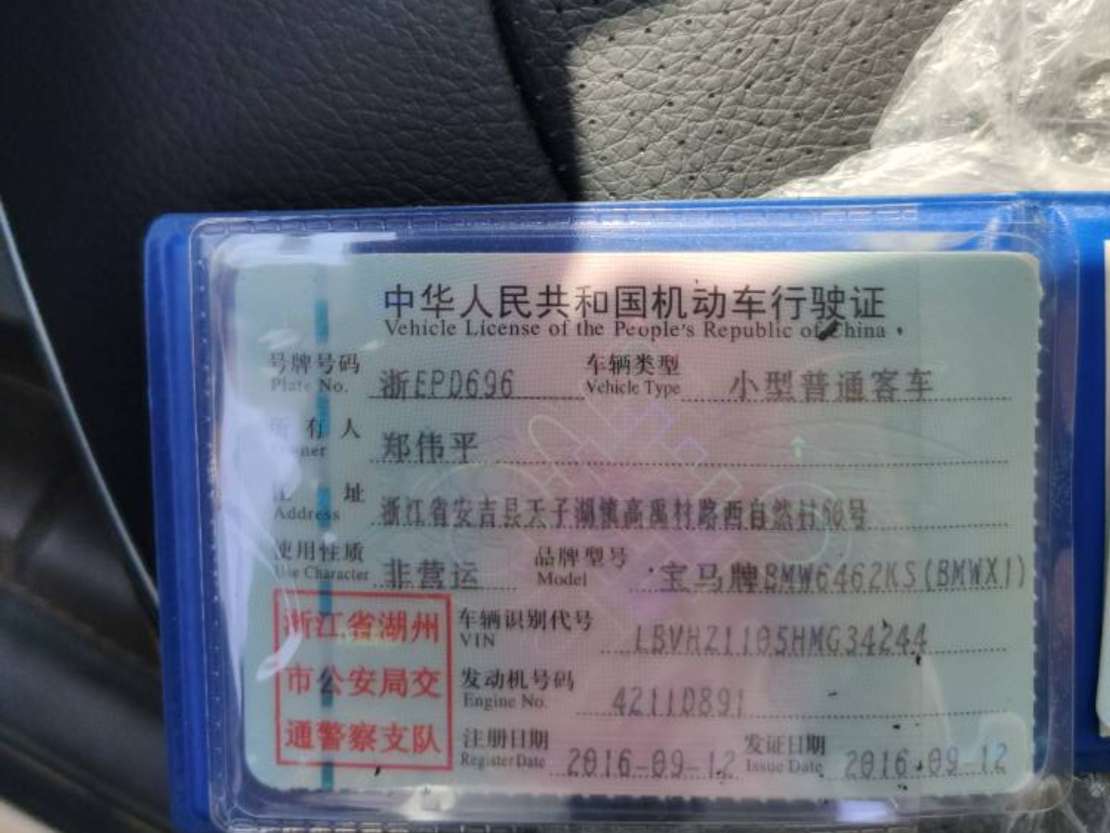 中华人民共和国机动车行驶证
Vehicle License of the People's Republic of China
号牌号码 浙EPD696 车辆类型 小型普通客车
Plate No. Vehicle Type
所有人 郑伟平
Owner
住址 浙江省安吉县天子湖镇高禹村路西自然村60号
Address
使用性质 非营运 品牌型号 宝马牌BMW6462KS(BMWX1)
Use Character Model
浙江省湖州
市公安局交
通警察支队
车辆识别代号 LBVHZ1105HMG34244
VIN
发动机号码 4211D891
Engine No.
注册日期 2016-09-12 发证日期 2016-09-12
Register Date Issue Date